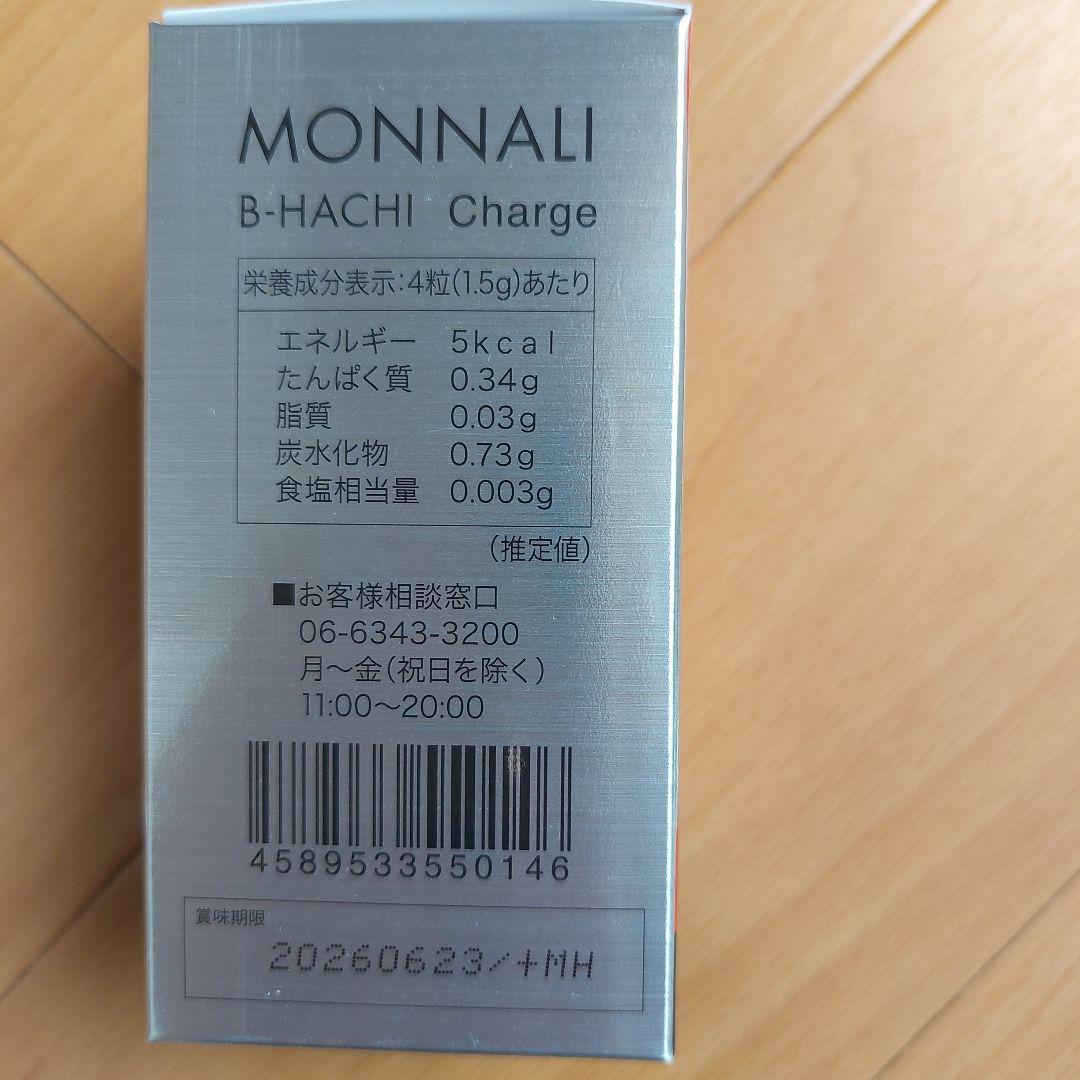 MONNALI
B-HACHI Charge
栄養成分表示:4粒(1.5g)あたり
エネルギー 5kcal
たんぱく質 0.34g
脂質 0.03g
炭水化物 0.73g
食塩相当量 0.003g
(推定値)
■お客様相談窓口
06-6343-3200
月〜金(祝日を除く)
11:00〜20:00
4589533550146
賞味期限
20260623/+MH